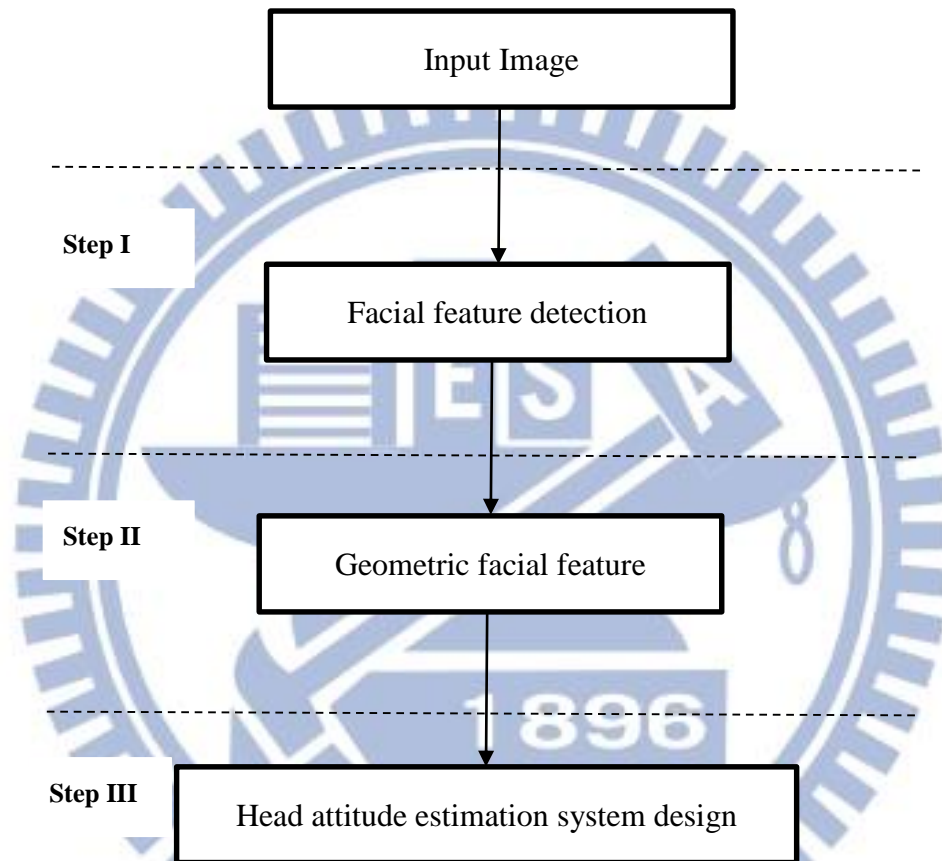 Input Image
Step I
Facial feature detection
E S A
Step II
Geometric facial feature
1896
Step III
Head attitude estimation system design